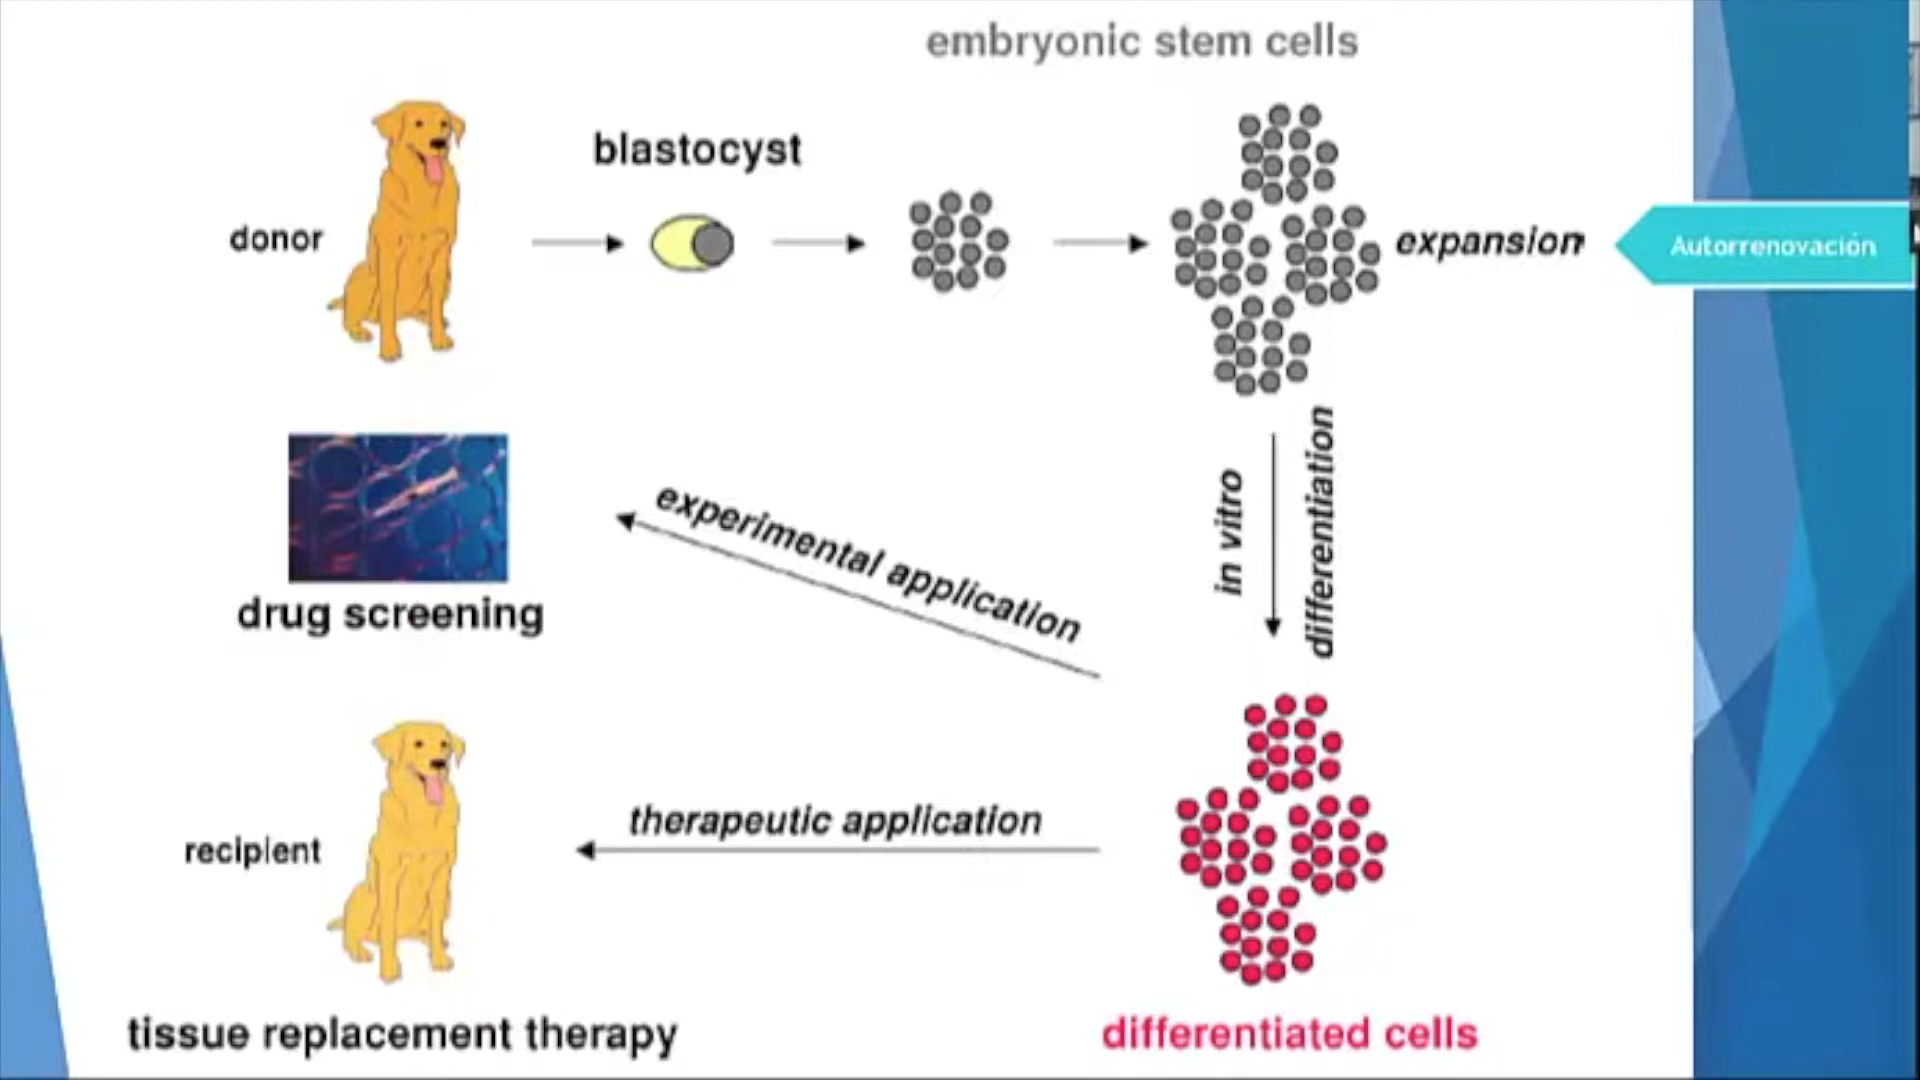 embryonic stem cells
blastocyst
donor
expansion
Autorrenovación
in vitro
differentiation
experimental application
drug screening
therapeutic application
recipient
tissue replacement therapy
differentiated cells